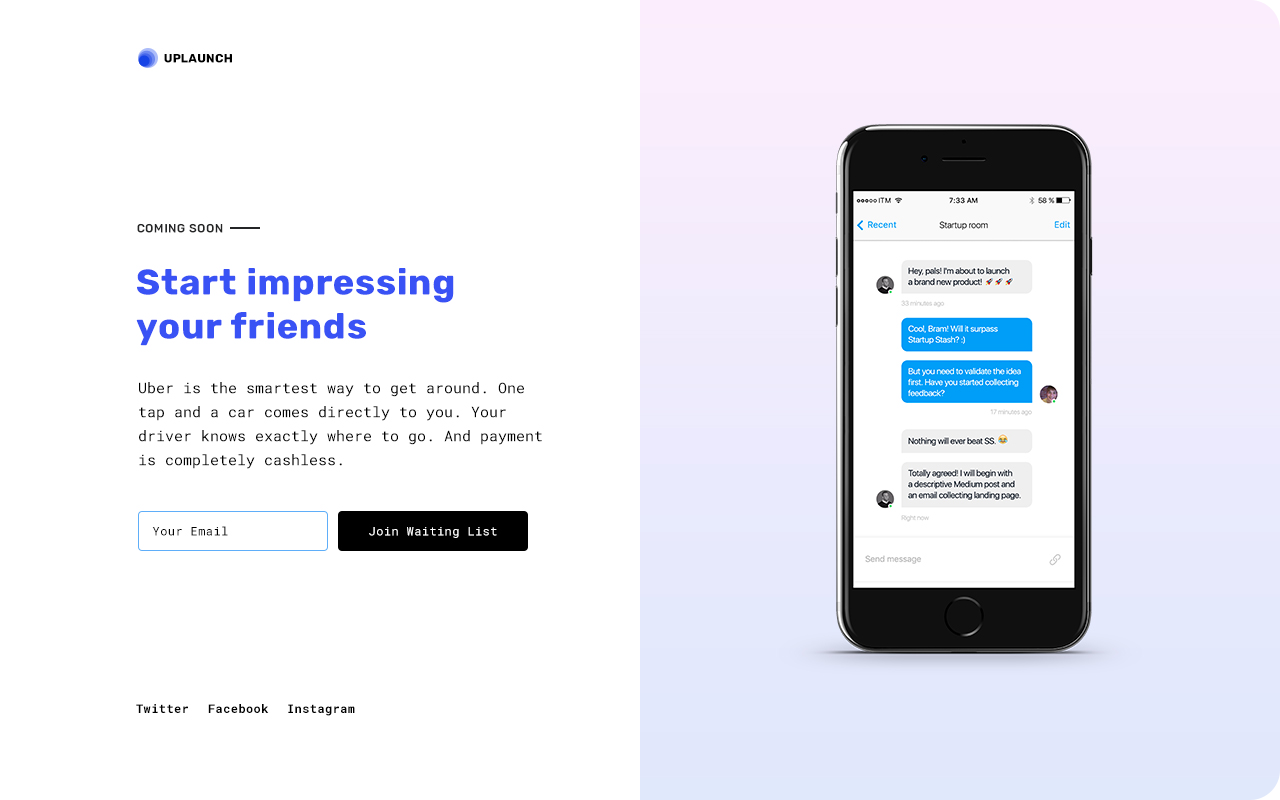 UPLAUNCH
COMING SOON
Start impressing
your friends
Uber is the smartest way to get around. One
tap and a car comes directly to you. Your
driver knows exactly where to go. And payment
is completely cashless.
Your Email
Join Waiting List
Twitter Facebook Instagram
ITM 7:33 AM 58 %
Recent Startup room Edit
Hey, pals! I'm about to launch
a brand new product! 🚀 🚀 🚀
33 minutes ago
Cool, Bram! Will it surpass
Startup Stash? :)
But you need to validate the idea
first. Have you started collecting
feedback?
17 minutes ago
Nothing will ever beat SS. 😂
Totally agreed! I will begin with
a descriptive Medium post and
an email collecting landing page.
Right now
Send message